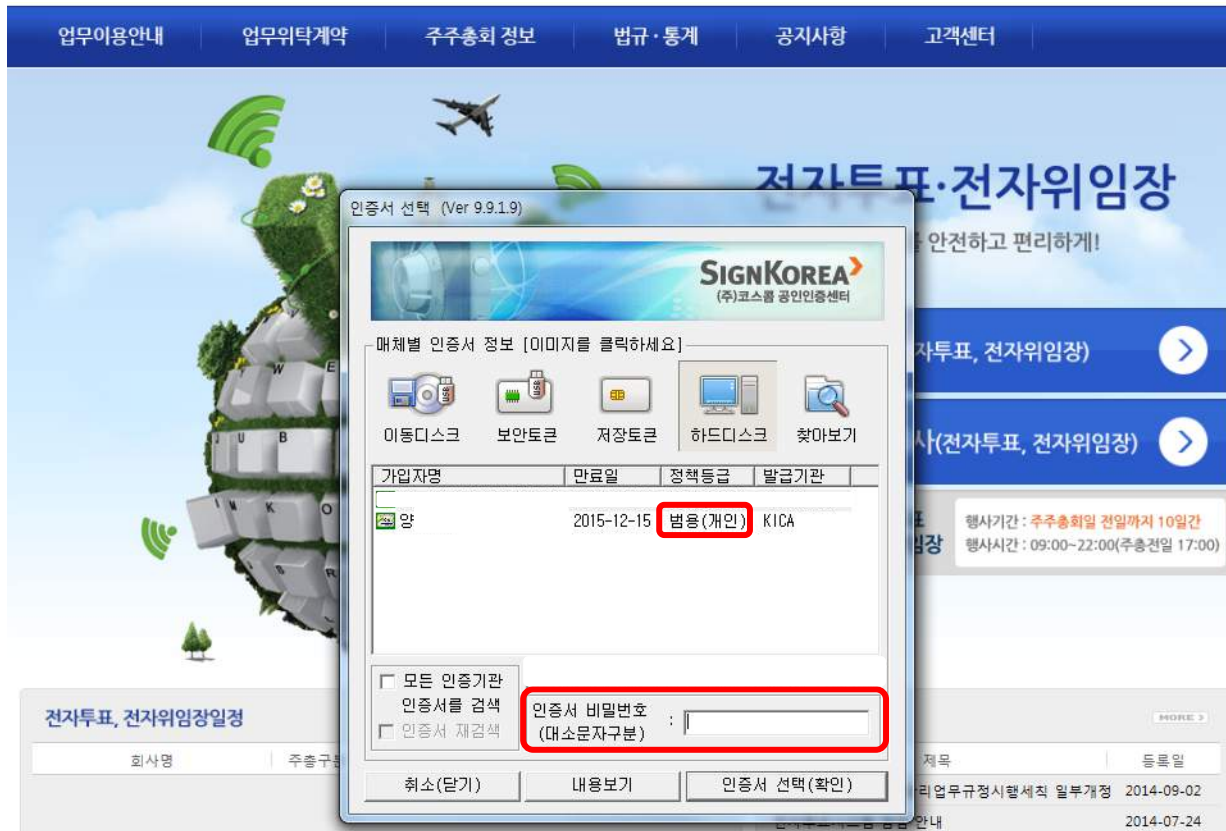 업무이용안내 업무위탁계약 주주총회 정보 법규·통계 공지사항 고객센터
전자투표·전자위임장
안전하고 편리하게!
인증서 선택 (Ver 9.9.1.9)
SIGNKOREA
(주)코스콤 공인인증센터
매체별 인증서 정보 [이미지를 클릭하세요]
이동디스크 보안토큰 저장토큰 하드디스크 찾아보기
가입자명 만료일 정책등급 발급기관
양 2015-12-15 범용(개인) KICA
자투표, 전자위임장)
(전자투표, 전자위임장)
행사기간 : 주주총회일 전일까지 10일간
행사시간 : 09:00~22:00(주총전일 17:00)
W E
U B
K O
모든 인증기관
인증서를 검색
인증서 재검색
인증서 비밀번호 :
(대소문자구분)
취소(닫기) 내용보기 인증서 선택(확인)
전자투표, 전자위임장일정
MORE >
회사명 주총구분
제목 등록일
리업무규정시행세칙 일부개정 2014-09-02
안내 2014-07-24